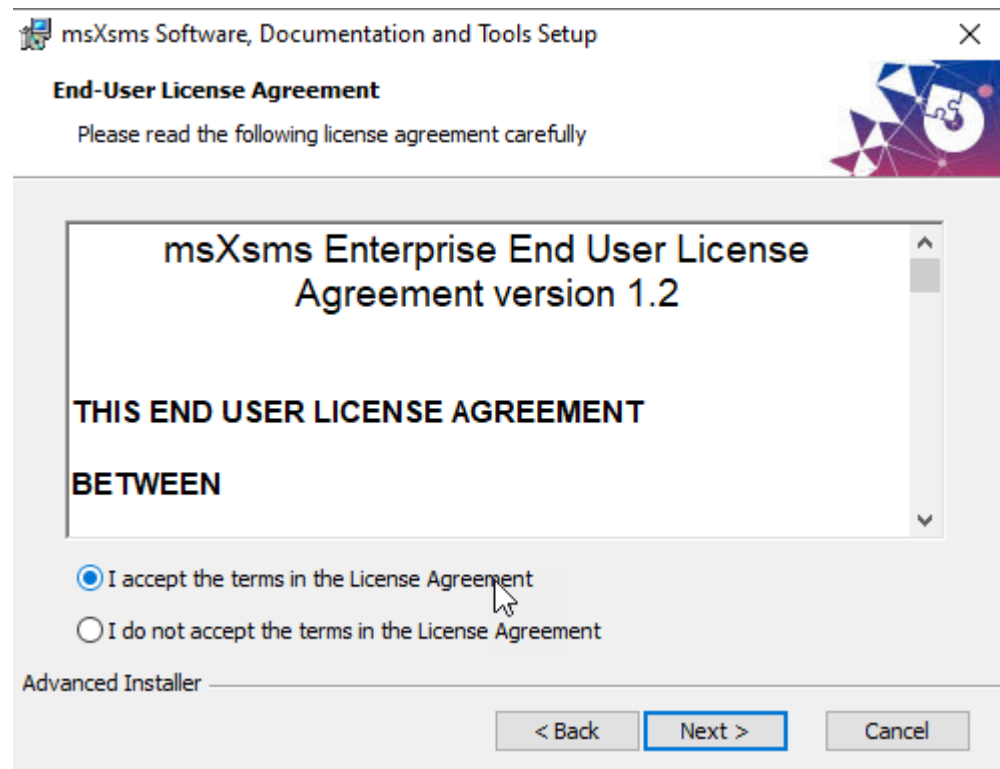 msXsms Software, Documentation and Tools Setup
End-User License Agreement
Please read the following license agreement carefully
msXsms Enterprise End User License
Agreement version 1.2
THIS END USER LICENSE AGREEMENT
BETWEEN
I accept the terms in the License Agreement
I do not accept the terms in the License Agreement
Advanced Installer
< Back Next > Cancel